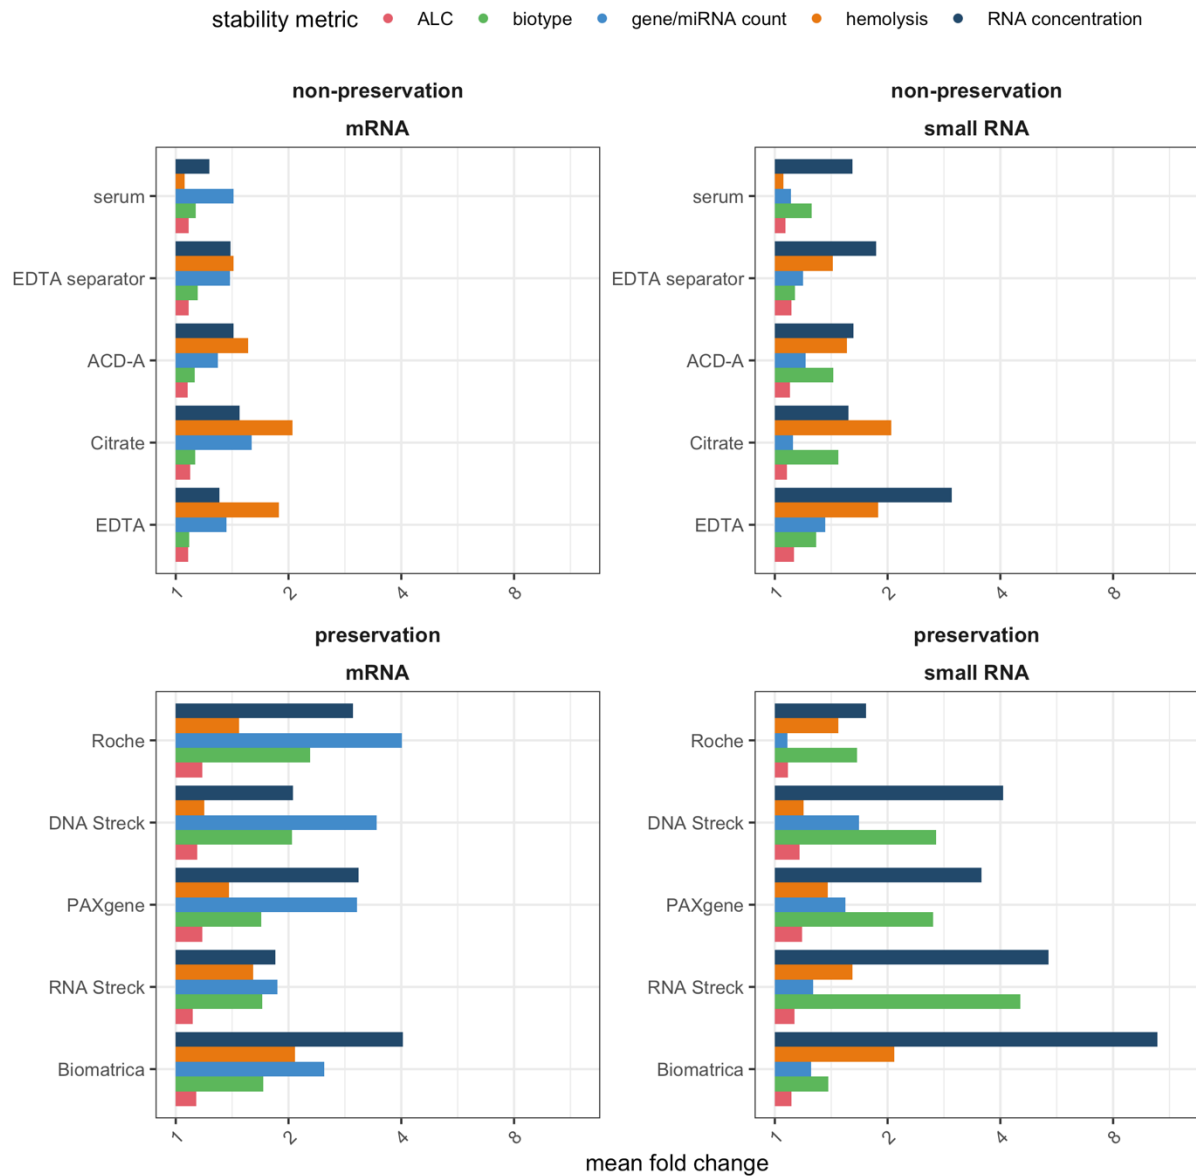 stability metric ALC biotype gene/miRNA count hemolysis RNA concentration
non-preservation
mRNA
serum
EDTA separator
ACD-A
Citrate
EDTA
1 2 4 8
non-preservation
small RNA
serum
EDTA separator
ACD-A
Citrate
EDTA
1 2 4 8
preservation
mRNA
Roche
DNA Streck
PAXgene
RNA Streck
Biomatrica
1 2 4 8
preservation
small RNA
Roche
DNA Streck
PAXgene
RNA Streck
Biomatrica
1 2 4 8
mean fold change